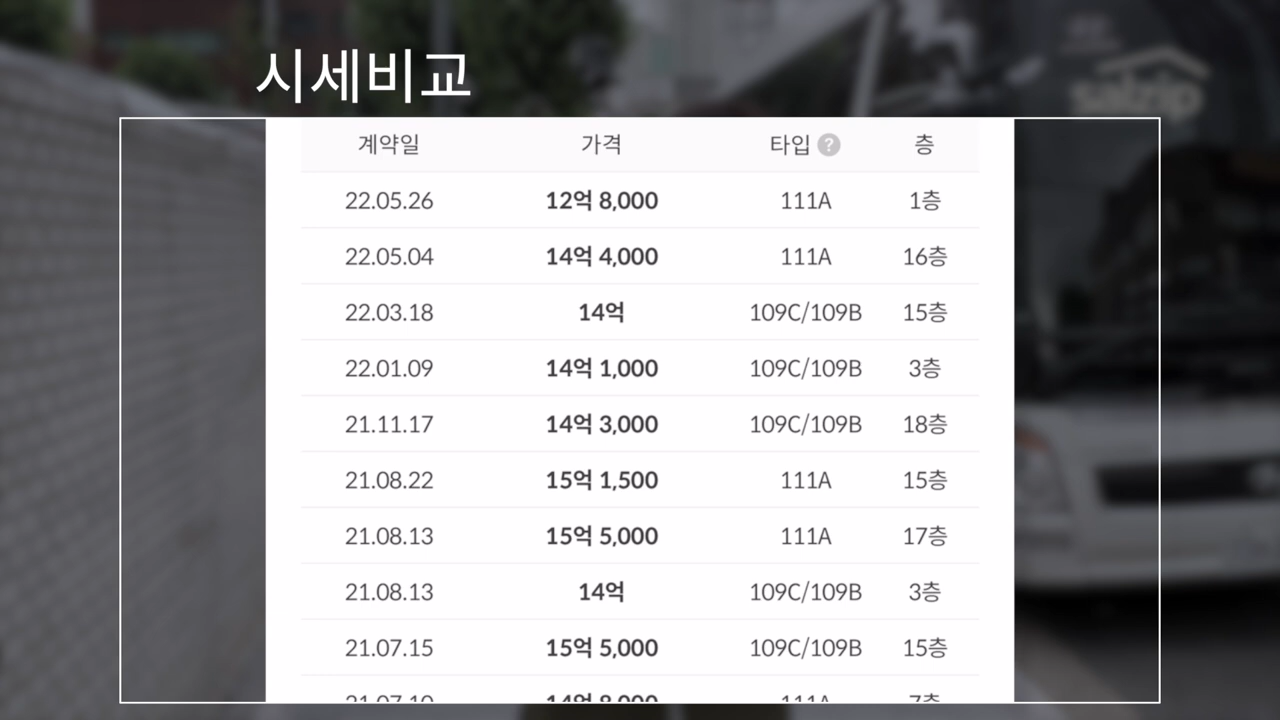 salzip
시세비교
계약일 가격 타입 ? 층
22.05.26 12억 8,000 111A 1층
22.05.04 14억 4,000 111A 16층
22.03.18 14억 109C/109B 15층
22.01.09 14억 1,000 109C/109B 3층
21.11.17 14억 3,000 109C/109B 18층
21.08.22 15억 1,500 111A 15층
21.08.13 15억 5,000 111A 17층
21.08.13 14억 109C/109B 3층
21.07.15 15억 5,000 109C/109B 15층